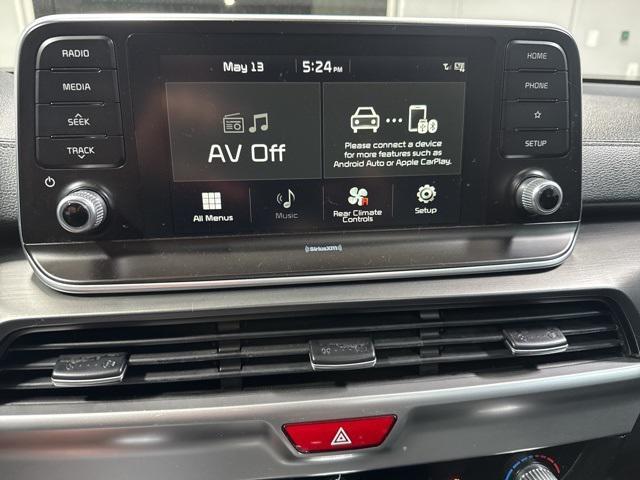 RADIO
MEDIA
SEEK
TRACK
May 13 5:24 PM
AV Off
Please connect a device
for more features such as
Android Auto or Apple CarPlay.
All Menus
Music
Rear Climate
Controls
Setup
HOME
PHONE
SETUP
((SiriusXM))